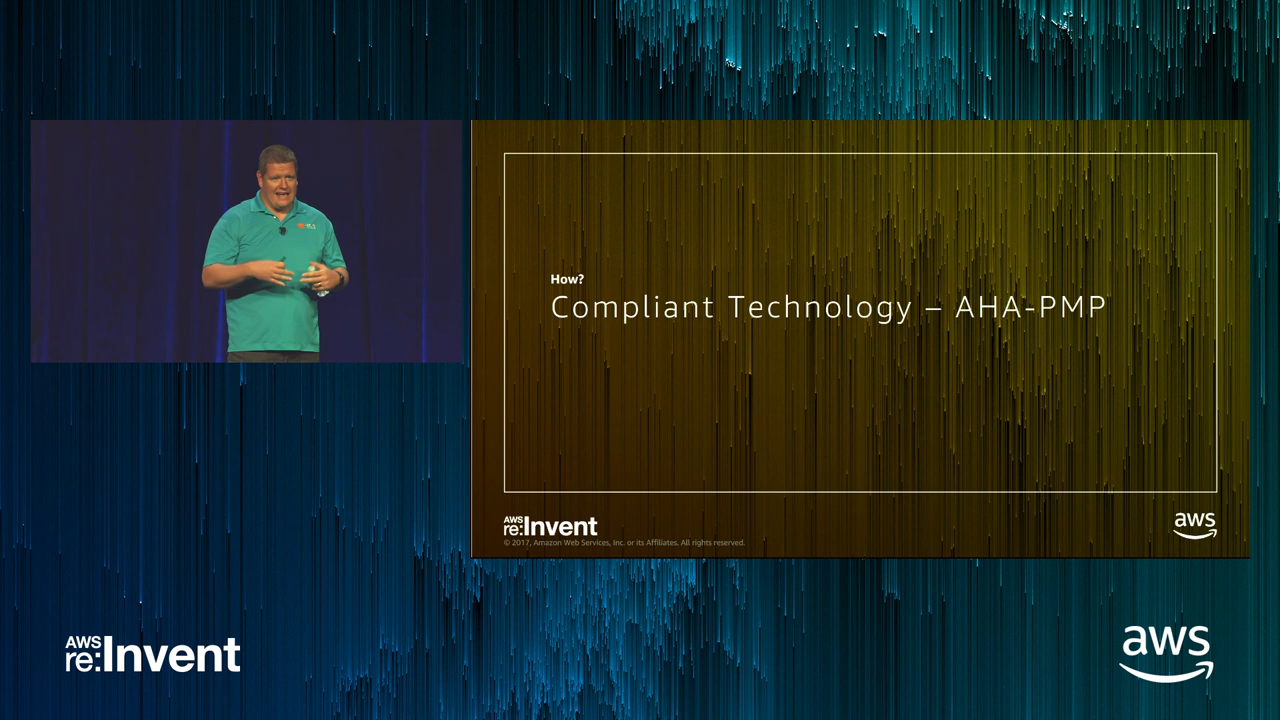 How?
Compliant Technology – AHA-PMP
AWS
re:Invent
© 2017, Amazon Web Services, Inc. or its Affiliates. All rights reserved.
aws
AWS
re:Invent
aws